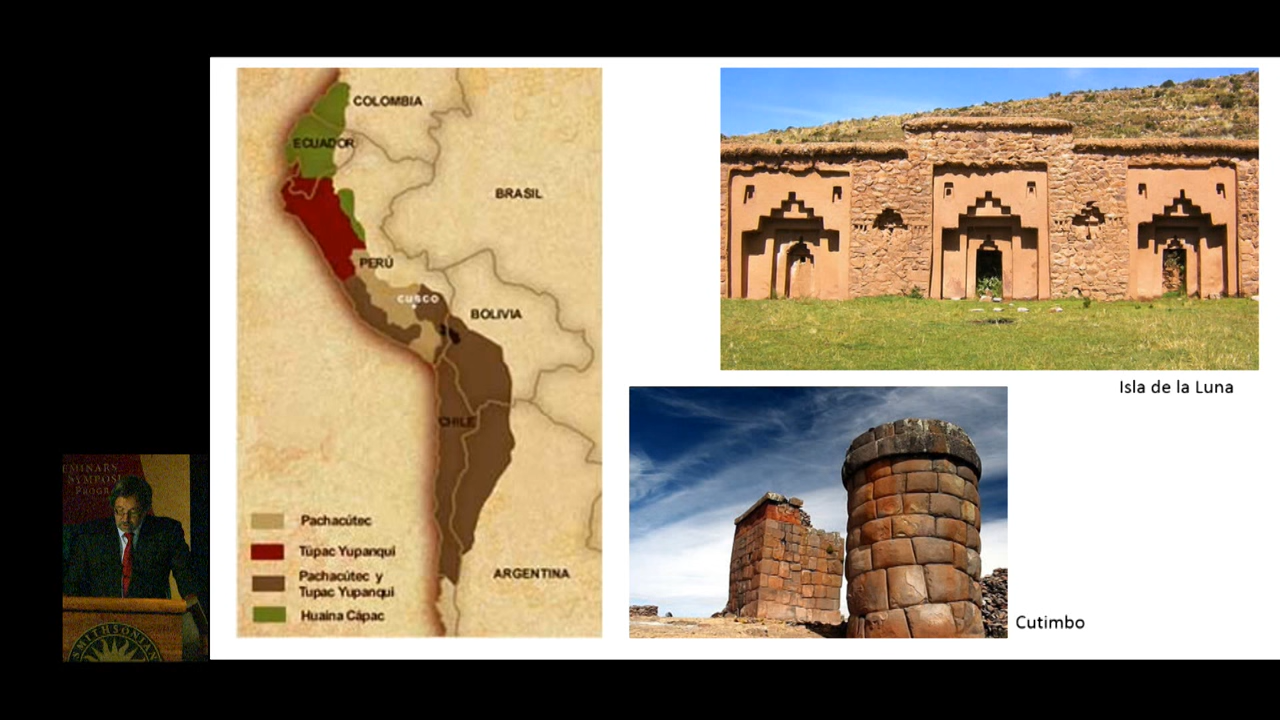 COLOMBIA
ECUADOR
BRASIL
PERÚ
CUSCO
BOLIVIA
CHILE
ARGENTINA
Pachacútec
Túpac Yupanqui
Pachacútec y
Tupac Yupanqui
Huaina Cápac
Isla de la Luna
Cutimbo
SMITHSONIAN